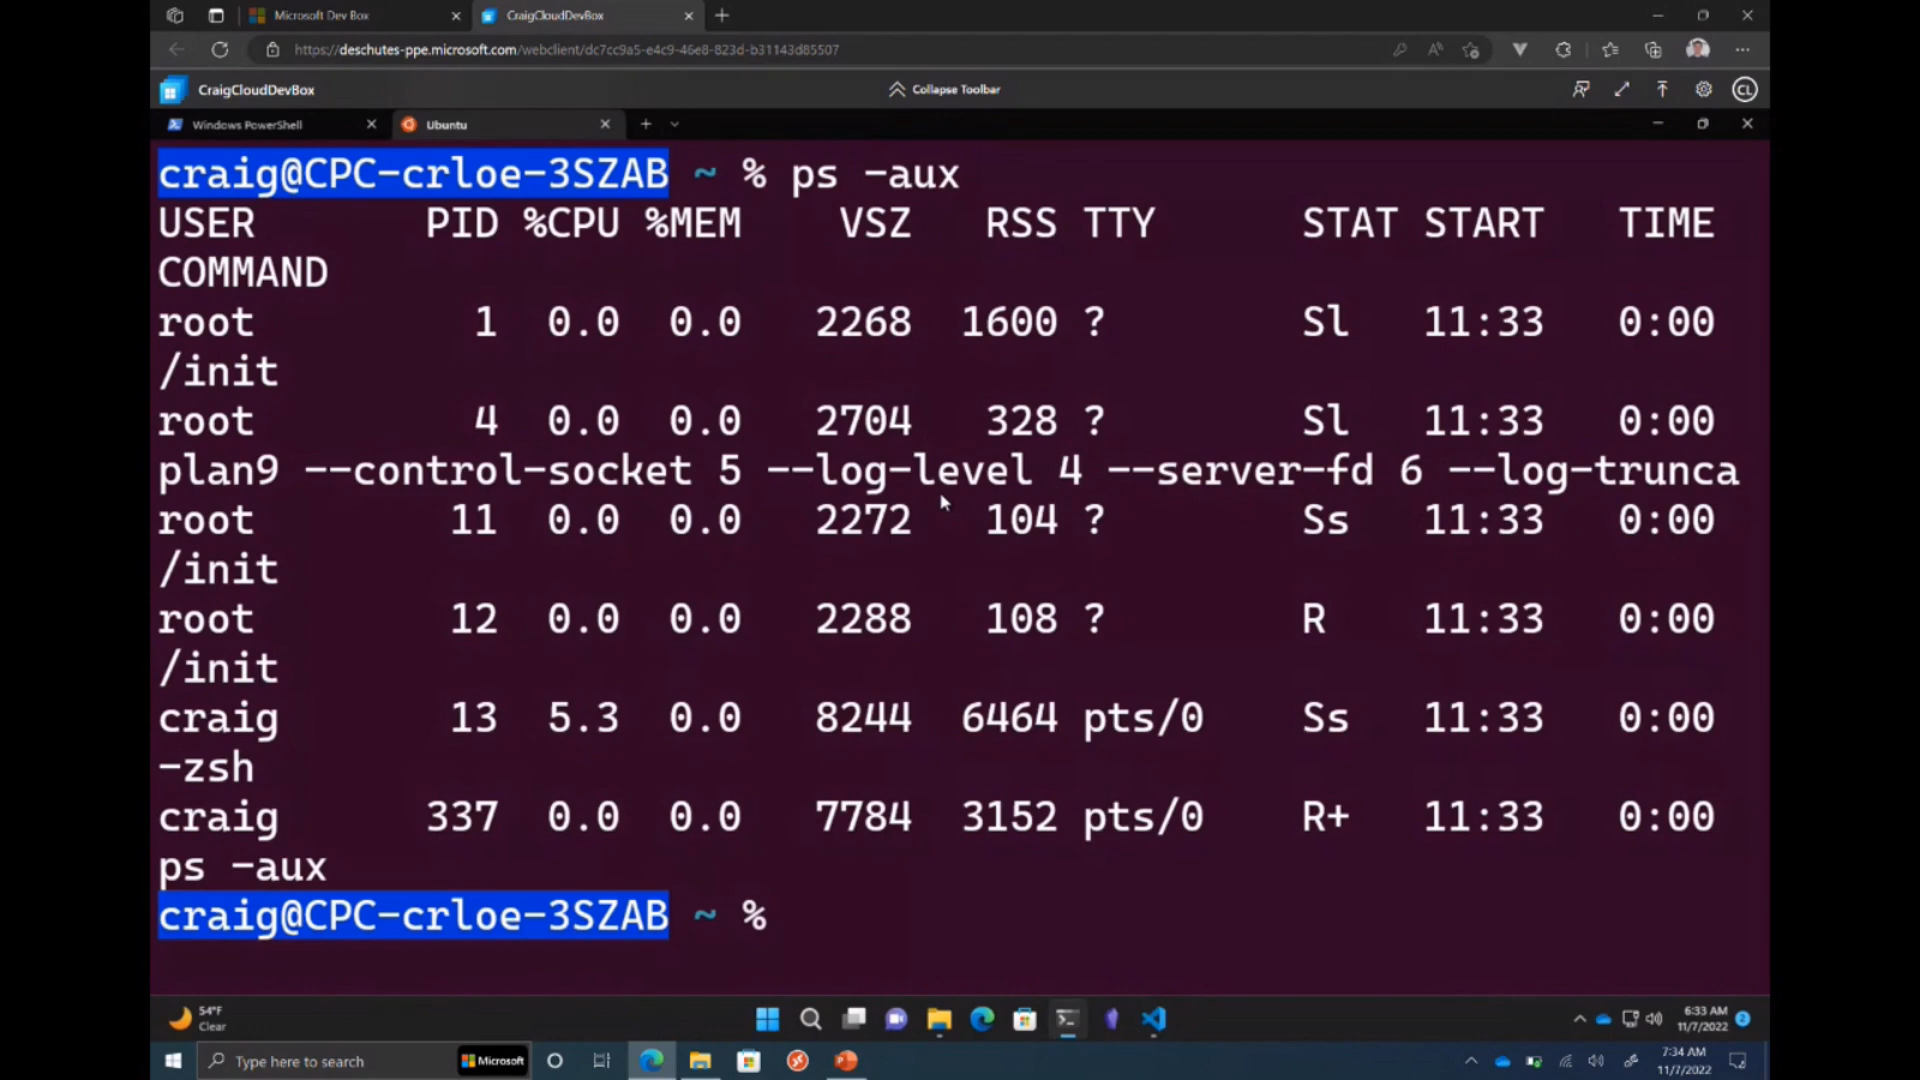 Microsoft Dev Box
CraigCloudDevBox
https://deschutes-ppe.microsoft.com/webclient/dc7cc9a5-e4c9-46e8-823d-b31143d85507
CraigCloudDevBox
Collapse Toolbar
CL
Windows PowerShell
Ubuntu
craig@CPC-crloe-3SZAB ~ % ps -aux
USER PID %CPU %MEM VSZ RSS TTY STAT START TIME
COMMAND
root 1 0.0 0.0 2268 1600 ? Sl 11:33 0:00
/init
root 4 0.0 0.0 2704 328 ? Sl 11:33 0:00
plan9 --control-socket 5 --log-level 4 --server-fd 6 --log-trunca
root 11 0.0 0.0 2272 104 ? Ss 11:33 0:00
/init
root 12 0.0 0.0 2288 108 ? R 11:33 0:00
/init
craig 13 5.3 0.0 8244 6464 pts/0 Ss 11:33 0:00
-zsh
craig 337 0.0 0.0 7784 3152 pts/0 R+ 11:33 0:00
ps -aux
craig@CPC-crloe-3SZAB ~ %
54°F
Clear
6:33 AM
11/7/2022
2
Type here to search
Microsoft
7:34 AM
11/7/2022